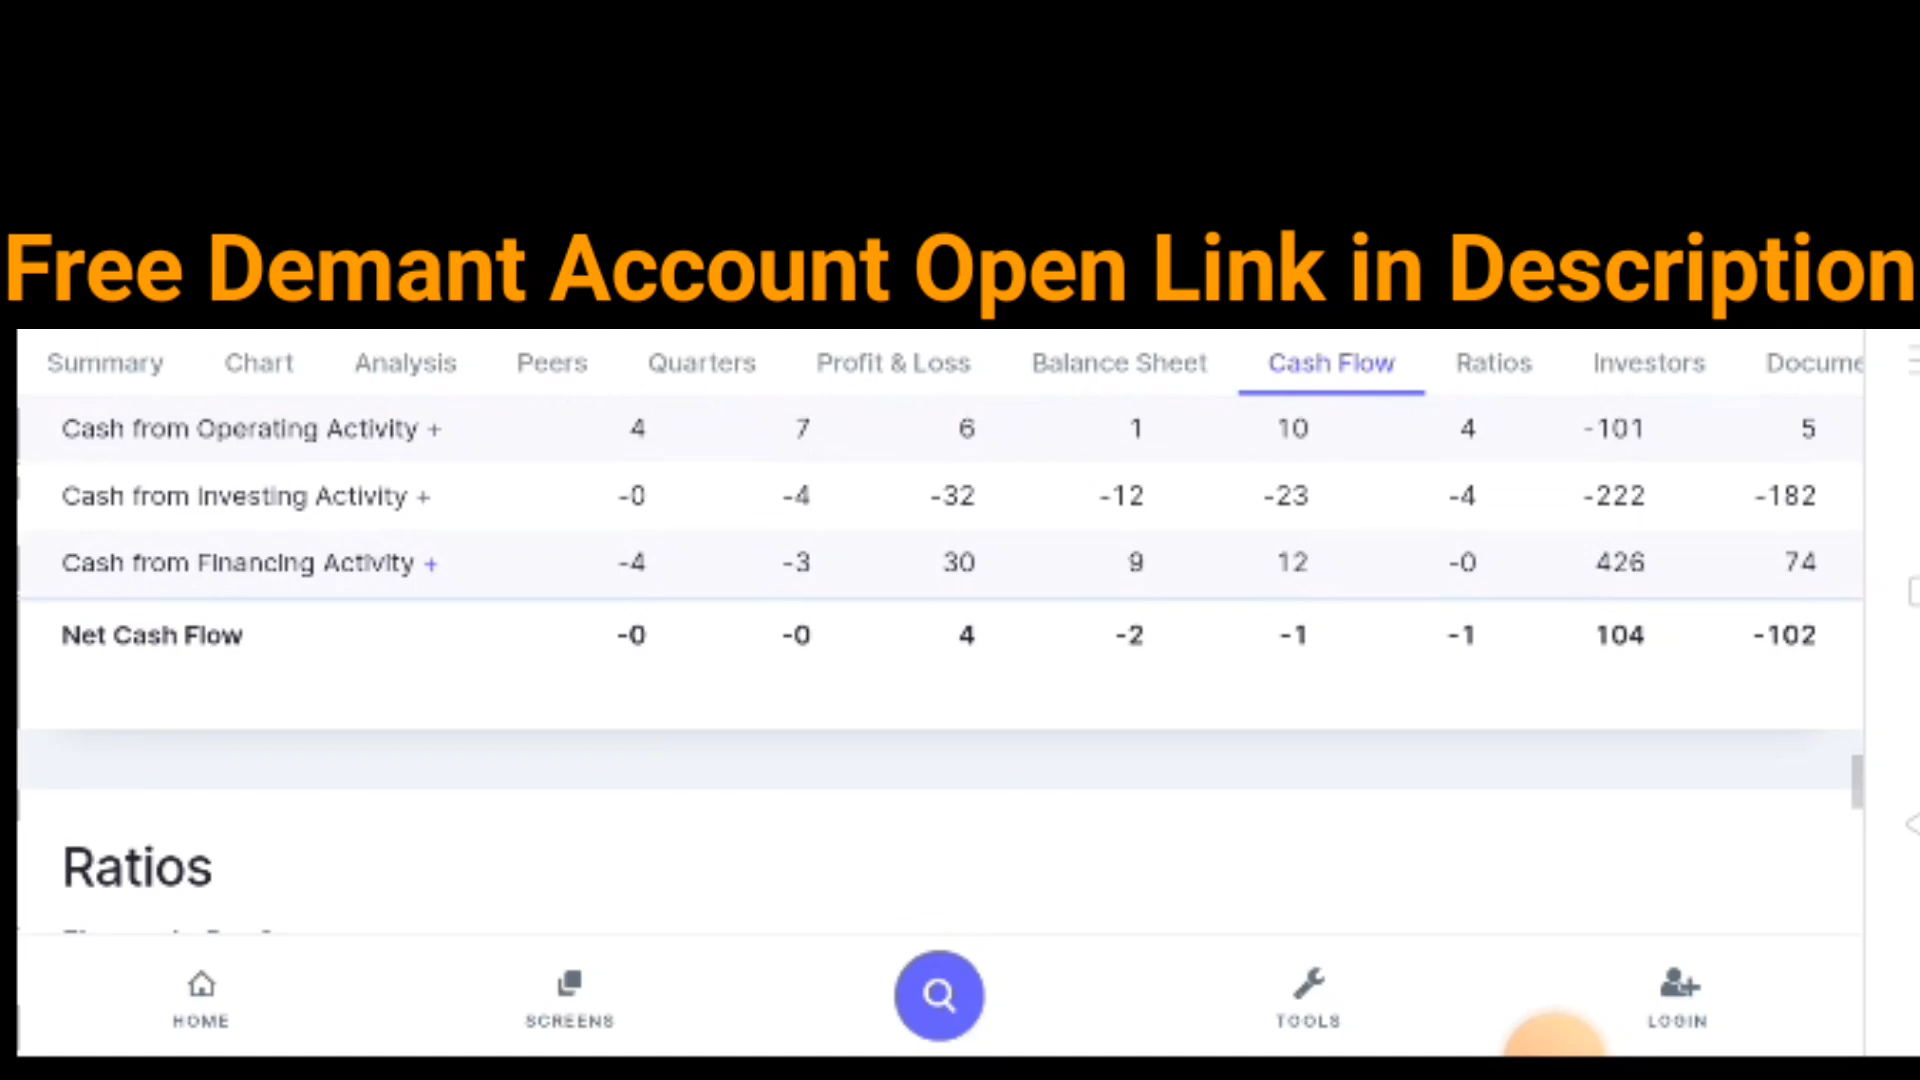 Free Demant Account Open Link in Description
Summary Chart Analysis Peers Quarters Profit & Loss Balance Sheet Cash Flow Ratios Investors Docume
Cash from Operating Activity + 4 7 6 1 10 4 -101 5
Cash from Investing Activity + -0 -4 -32 -12 -23 -4 -222 -182
Cash from Financing Activity + -4 -3 30 9 12 -0 426 74
Net Cash Flow -0 -0 4 -2 -1 -1 104 -102
Ratios
HOME SCREENS TOOLS LOGIN